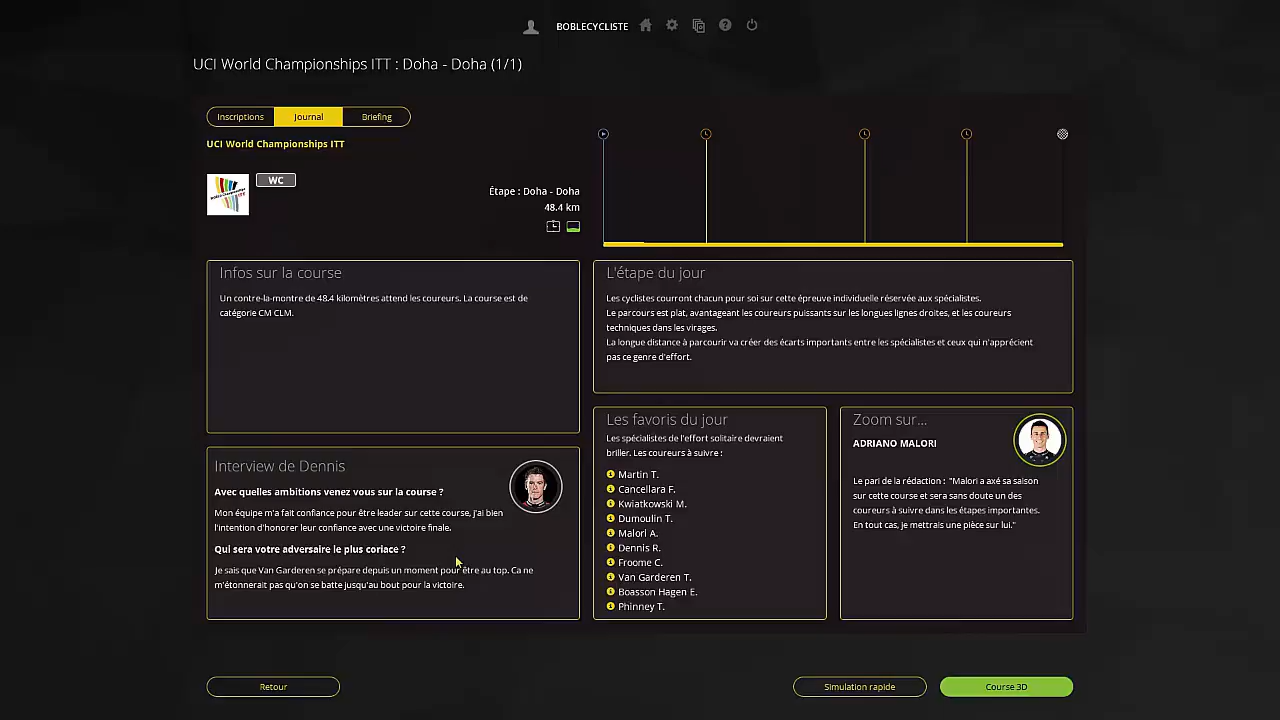 BOBLECYCLISTE
UCI World Championships ITT : Doha - Doha (1/1)
Inscriptions
Journal
Briefing
UCI World Championships ITT
WC
Étape : Doha - Doha
48.4 km
Infos sur la course
Un contre-la-montre de 48.4 kilomètres attend les coureurs. La course est de
catégorie CM CLM.
L'étape du jour
Les cyclistes courront chacun pour soi sur cette épreuve individuelle réservée aux spécialistes.
Le parcours est plat, avantageant les coureurs puissants sur les longues lignes droites, et les coureurs
techniques dans les virages.
La longue distance à parcourir va créer des écarts importants entre les spécialistes et ceux qui n'apprécient
pas ce genre d'effort.
Interview de Dennis
Avec quelles ambitions venez vous sur la course ?
Mon équipe m'a fait confiance pour être leader sur cette course, j'ai bien
l'intention d'honorer leur confiance avec une victoire finale.
Qui sera votre adversaire le plus coriace ?
Je sais que Van Garderen se prépare depuis un moment pour être au top. Ca ne
m'étonnerait pas qu'on se batte jusqu'au bout pour la victoire.
Les favoris du jour
Les spécialistes de l'effort solitaire devraient
briller. Les coureurs à suivre :
Martin T.
Cancellara F.
Kwiatkowski M.
Dumoulin T.
Malori A.
Dennis R.
Froome C.
Van Garderen T.
Boasson Hagen E.
Phinney T.
Zoom sur...
ADRIANO MALORI
Le pari de la rédaction : "Malori a axé sa saison
sur cette course et sera sans doute un des
coureurs à suivre dans les étapes importantes.
En tout cas, je mettrais une pièce sur lui."
Retour
Simulation rapide
Course 3D